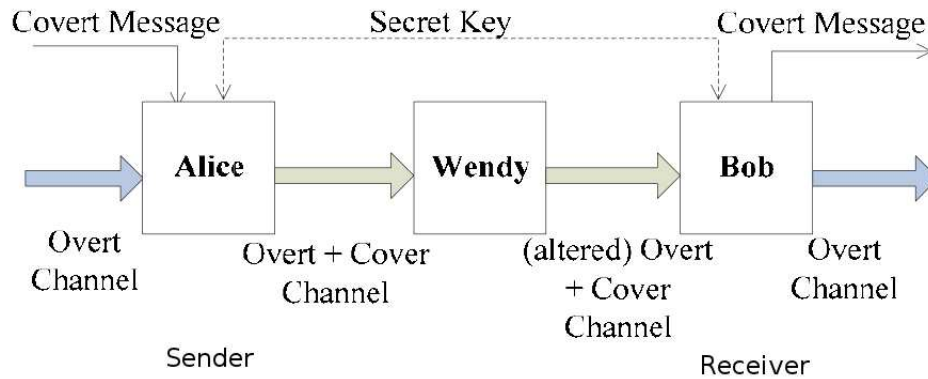 Covert Message
Secret Key
Covert Message
Alice
Wendy
Bob
Overt
Channel
Overt + Cover
Channel
(altered) Overt
+ Cover
Channel
Overt
Channel
Sender
Receiver